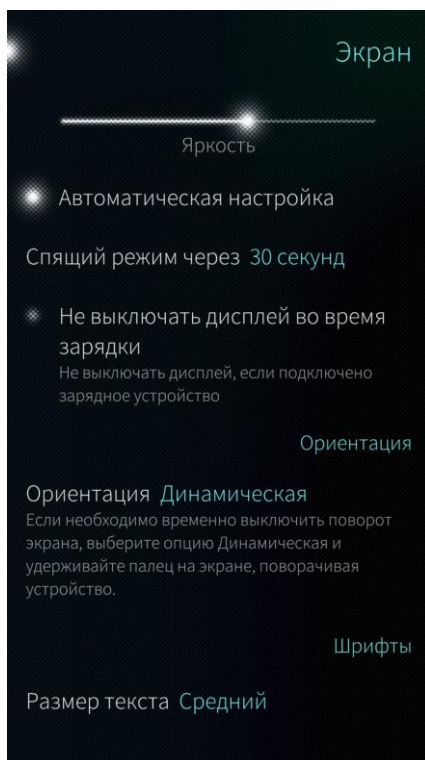 Экран
Яркость
Автоматическая настройка
Спящий режим через 30 секунд
Не выключать дисплей во время
зарядки
Не выключать дисплей, если подключено
зарядное устройство
Ориентация
Ориентация Динамическая
Если необходимо временно выключить поворот
экрана, выберите опцию Динамическая и
удерживайте палец на экране, поворачивая
устройство.
Шрифты
Размер текста Средний